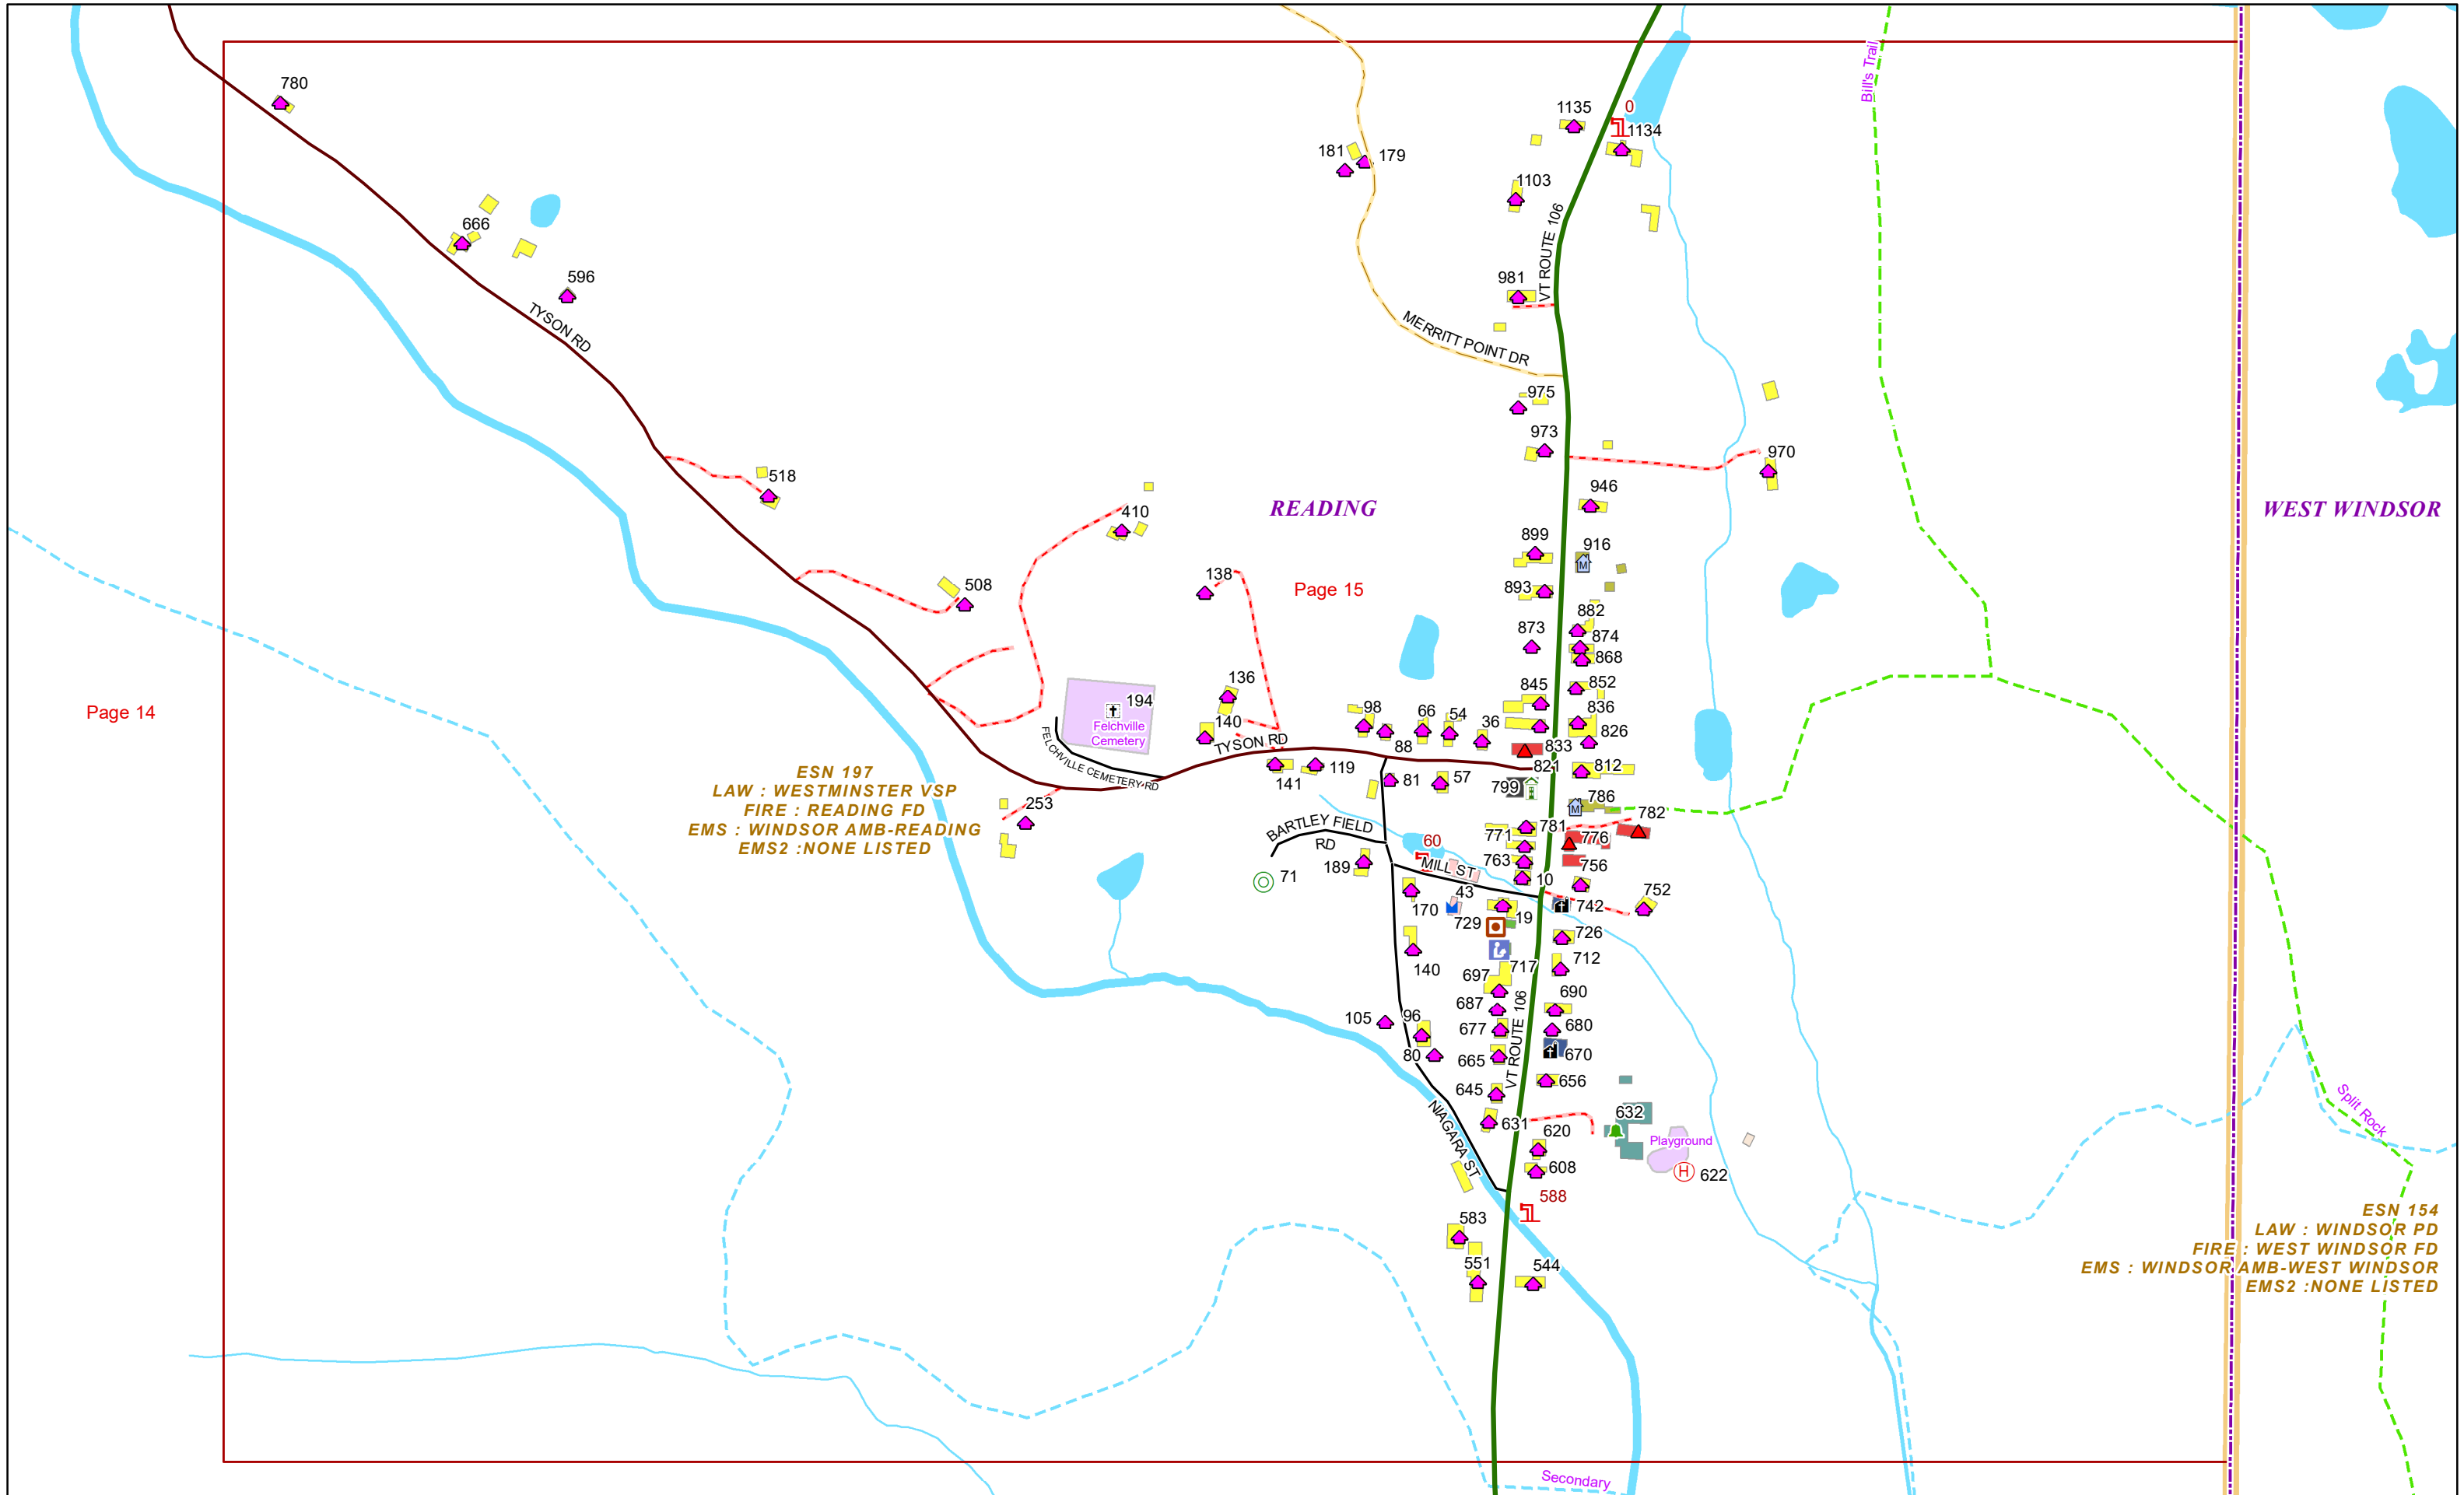 780
Bill's Trail
1135
0
1134
181
179
1103
666
VT ROUTE 106
596
981
TYSON RD
MERRITT POINT DR
975
973
970
518
946
READING
WEST WINDSOR
410
899
916
508
138
Page 15
893
882
873
874
868
136
845
852
194
Page 14
98
66
54
36
836
Felchville
Cemetery
140
826
FELCHVILLE CEMETERY RD
TYSON RD
88
833
821
812
141
119
81
57
799
786
782
ESN 197
LAW : WESTMINSTER VSP
FIRE : READING FD
EMS : WINDSOR AMB-READING
EMS2 :NONE LISTED
253
BARTLEY FIELD
RD
60
771
781
776
763
756
189
MILL ST
71
10
752
170
43
742
729
19
726
140
697
717
712
687
690
105
96
677
680
VT ROUTE 106
80
665
670
645
656
NIAGARA ST
631
632
Split Rock
620
Playground
608
622
H
M
M
588
583
551
544
ESN 154
LAW : WINDSOR PD
FIRE : WEST WINDSOR FD
EMS : WINDSOR AMB-WEST WINDSOR
EMS2 :NONE LISTED
Secondary